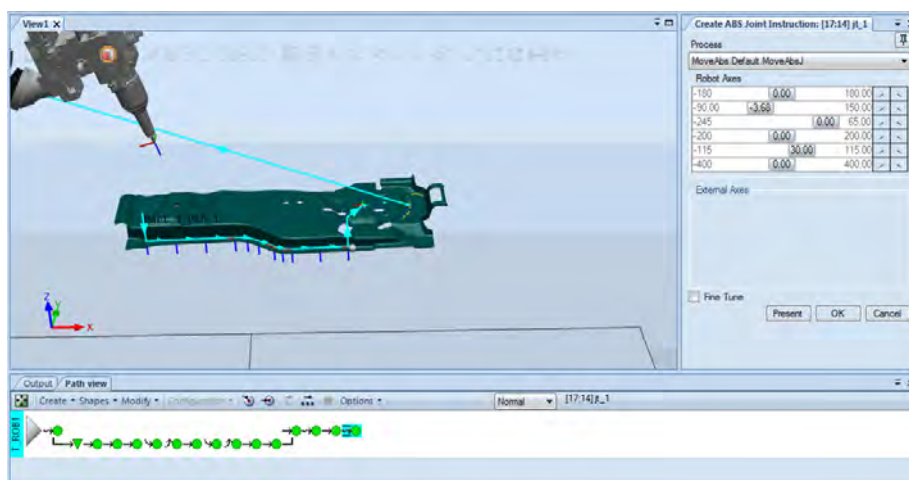 View1
Create ABS Joint Instruction: [17:14] jt_1
Process
MoveAbs Default MoveAbsJ
Robot Axes
-180 0.00 180.00
-90.00 -3.68 150.00
-245 0.00 65.00
-200 0.00 200.00
-115 30.00 115.00
-400 0.00 400.00
External Axes
Fine Tune
Present OK Cancel
Z
Y
X
Output Path view
Create Shapes Modify Configuration Options Normal [17:14] jt_1
T_ROB1